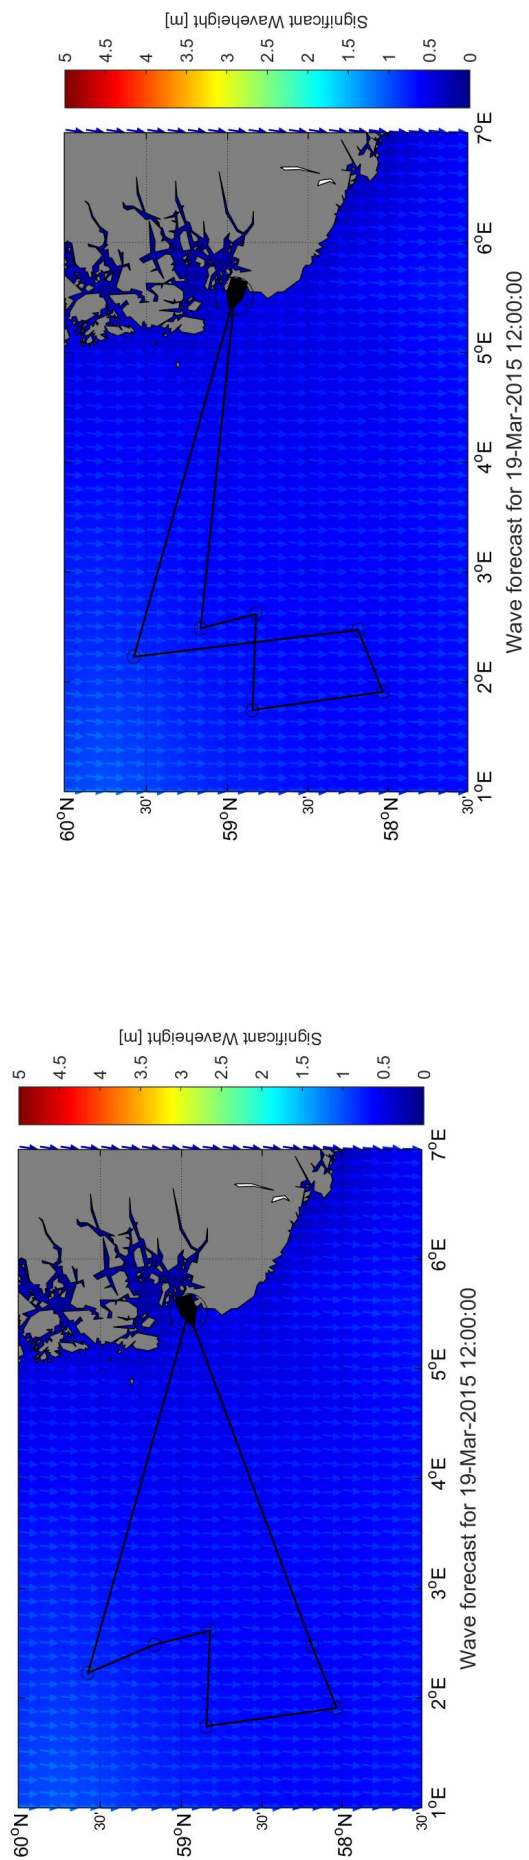 60°N
30'
59°N
30'
58°N
30'
1°E
2°E
3°E
4°E
5°E
6°E
7°E
Wave forecast for 19-Mar-2015 12:00:00
5
4.5
4
3.5
3
2.5
2
1.5
1
0.5
0
Significant Waveheight [m]
60°N
30'
59°N
30'
58°N
30'
1°E
2°E
3°E
4°E
5°E
6°E
7°E
Wave forecast for 19-Mar-2015 12:00:00
5
4.5
4
3.5
3
2.5
2
1.5
1
0.5
0
Significant Waveheight [m]